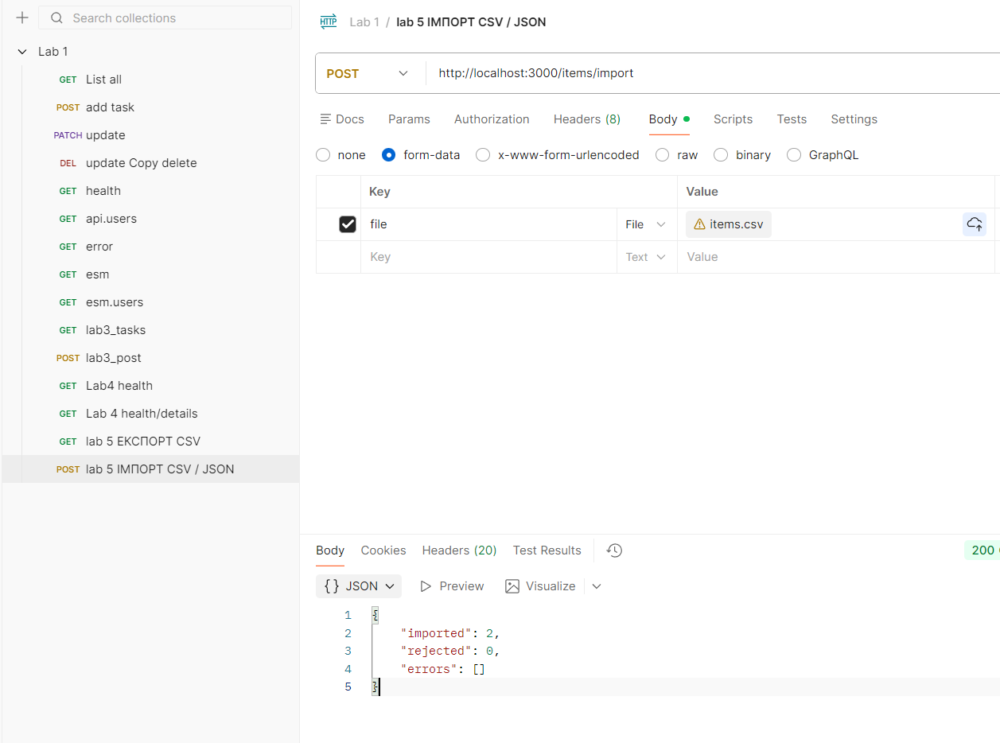 Search collections
Lab 1
GET List all
POST add task
PATCH update
DEL update Copy delete
GET health
GET api.users
GET error
GET esm
GET esm.users
GET lab3_tasks
POST lab3_post
GET Lab4 health
GET Lab 4 health/details
GET lab 5 ЕКСПОРТ CSV
POST lab 5 ІМПОРТ CSV / JSON
HTTP Lab 1 / lab 5 ІМПОРТ CSV / JSON
POST http://localhost:3000/items/import
Docs Params Authorization Headers (8) Body Scripts Tests Settings
none form-data x-www-form-urlencoded raw binary GraphQL
Key Value
file File items.csv
Key Text Value
Body Cookies Headers (20) Test Results 200
{} JSON Preview Visualize
1 {
2 "imported": 2,
3 "rejected": 0,
4 "errors": []
5 }